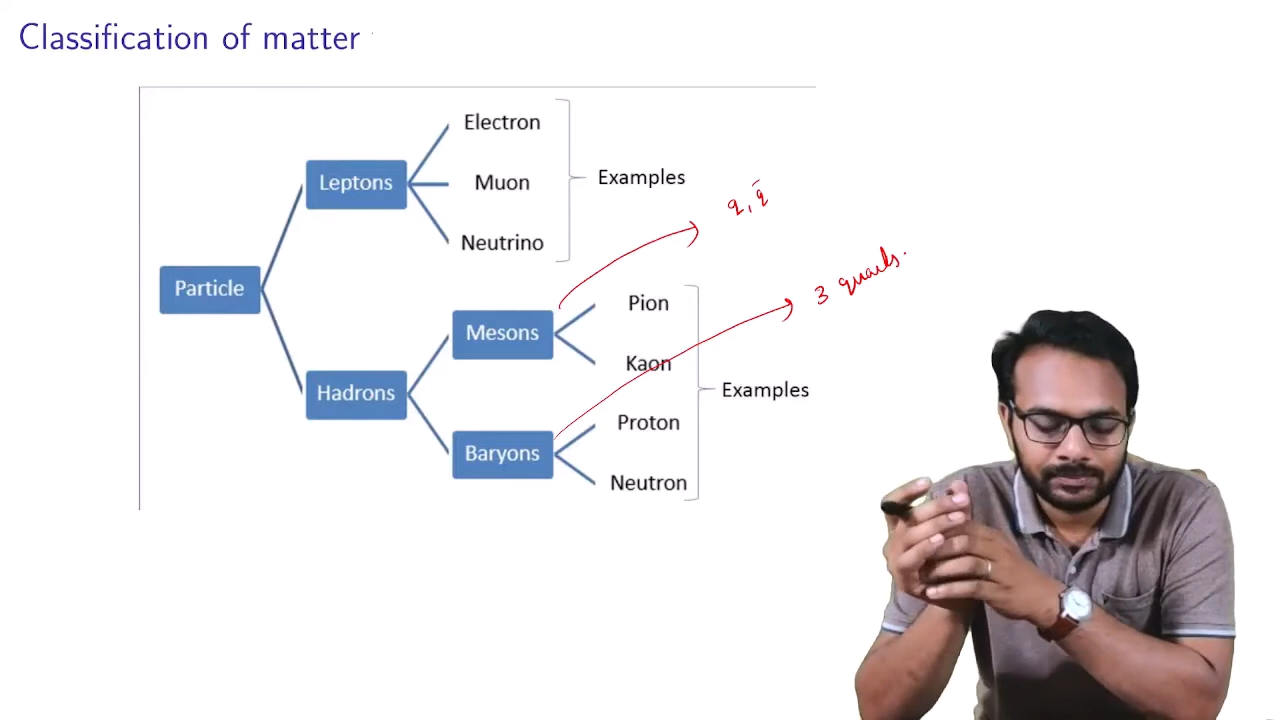 Classification of matter
Electron
Leptons
Muon
Examples
Neutrino
q, q̄
Particle
3 quarks.
Mesons
Pion
Kaon
Hadrons
Examples
Baryons
Proton
Neutron